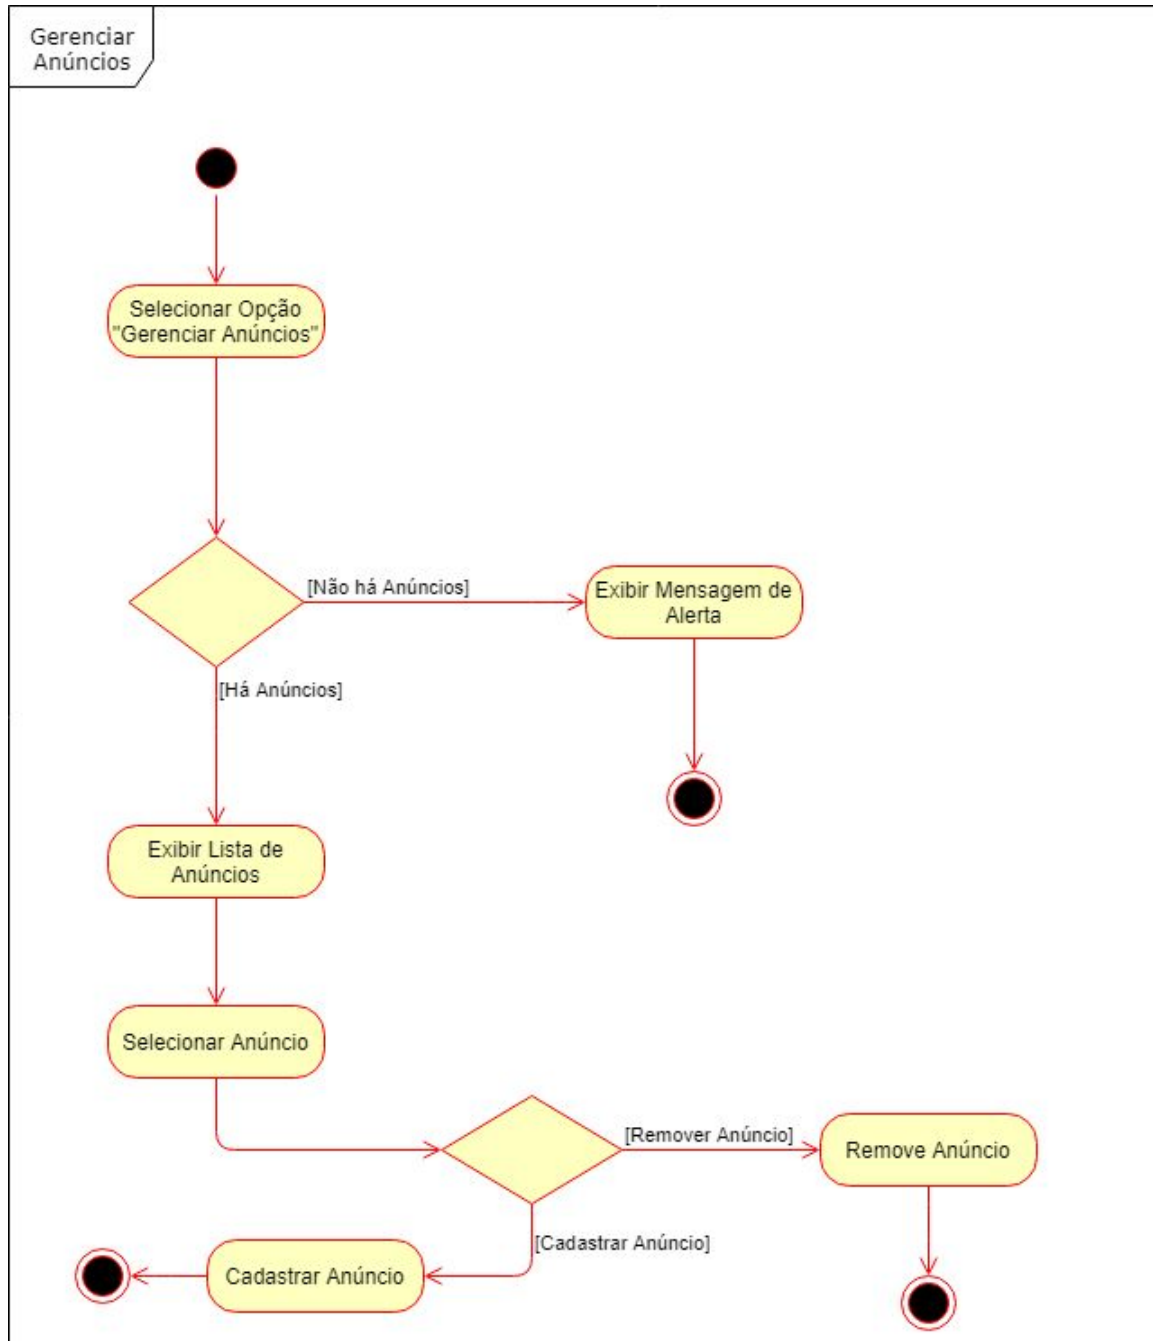 Gerenciar
Anúncios
Selecionar Opção
"Gerenciar Anúncios"
[Não há Anúncios]
Exibir Mensagem de
Alerta
[Há Anúncios]
Exibir Lista de
Anúncios
Selecionar Anúncio
[Remover Anúncio]
Remove Anúncio
[Cadastrar Anúncio]
Cadastrar Anúncio